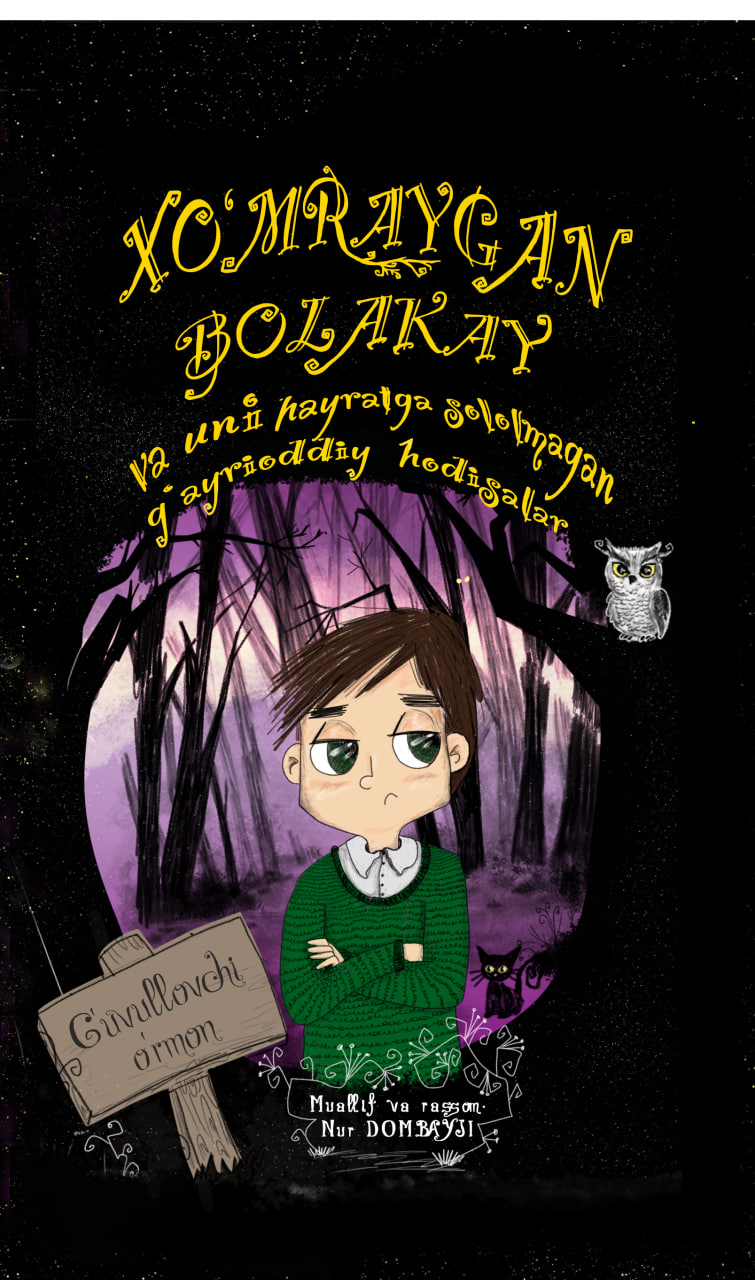 XO‘MRAYGAN
BOLAKAY
va uni hayratga sololmagan
g‘ayrioddiy hodisalar
G‘uvullovchi
o‘rmon
Muallif va rassom:
Nur DOMBAYJI